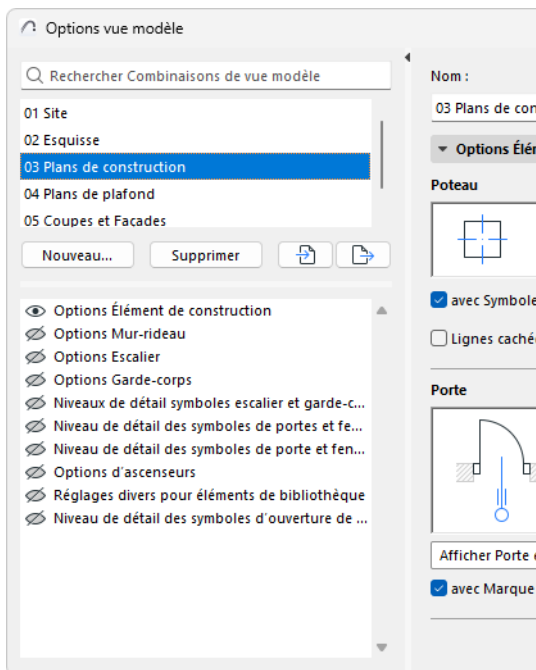 Options vue modèle
Rechercher Combinaisons de vue modèle
01 Site
02 Esquisse
03 Plans de construction
04 Plans de plafond
05 Coupes et Façades
Nouveau...
Supprimer
Options Élément de construction
Options Mur-rideau
Options Escalier
Options Garde-corps
Niveaux de détail symboles escalier et garde-c...
Niveau de détail des symboles de portes et fe...
Niveau de détail des symboles de porte et fen...
Options d'ascenseurs
Réglages divers pour éléments de bibliothèque
Niveau de détail des symboles d'ouverture de ...
Nom :
03 Plans de con
Options Élé
Poteau
avec Symbole
Lignes caché
Porte
Afficher Porte
avec Marque